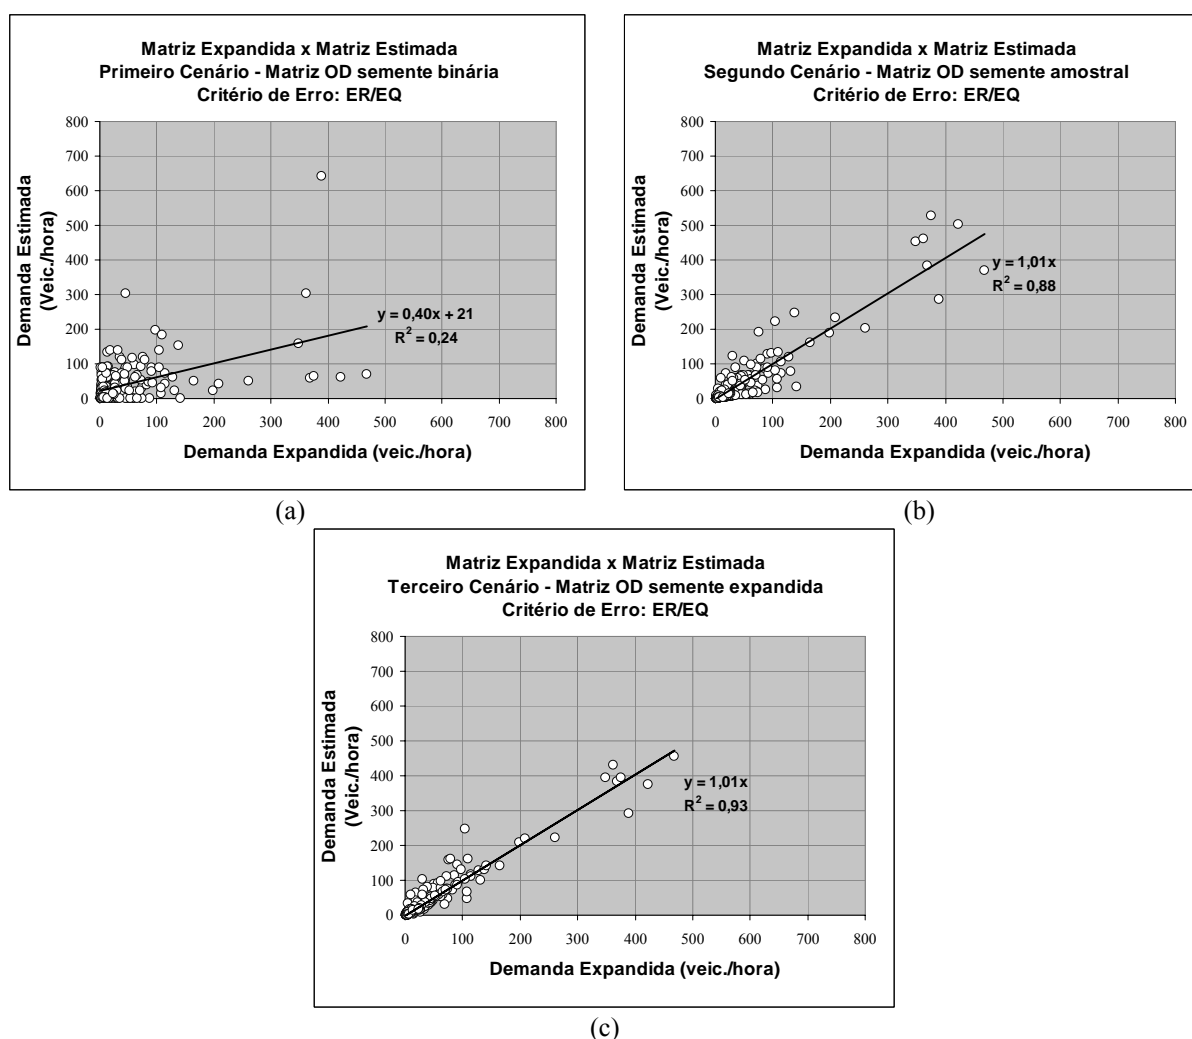 Matriz Expandida x Matriz Estimada
Primeiro Cenário - Matriz OD semente binária
Critério de Erro: ER/EQ
800
700
600
500
400
300
200
100
0
Demanda Estimada
(Veic./hora)
y = 0,40x + 21
R² = 0,24
0 100 200 300 400 500 600 700 800
Demanda Expandida (veic./hora)
(a)
Matriz Expandida x Matriz Estimada
Segundo Cenário - Matriz OD semente amostral
Critério de Erro: ER/EQ
800
700
600
500
400
300
200
100
0
Demanda Estimada
(Veic./hora)
y = 1,01x
R² = 0,88
0 100 200 300 400 500 600 700 800
Demanda Expandida (veic./hora)
(b)
Matriz Expandida x Matriz Estimada
Terceiro Cenário - Matriz OD semente expandida
Critério de Erro: ER/EQ
800
700
600
500
400
300
200
100
0
Demanda Estimada
(Veic./hora)
y = 1,01x
R² = 0,93
0 100 200 300 400 500 600 700 800
Demanda Expandida (veic./hora)
(c)